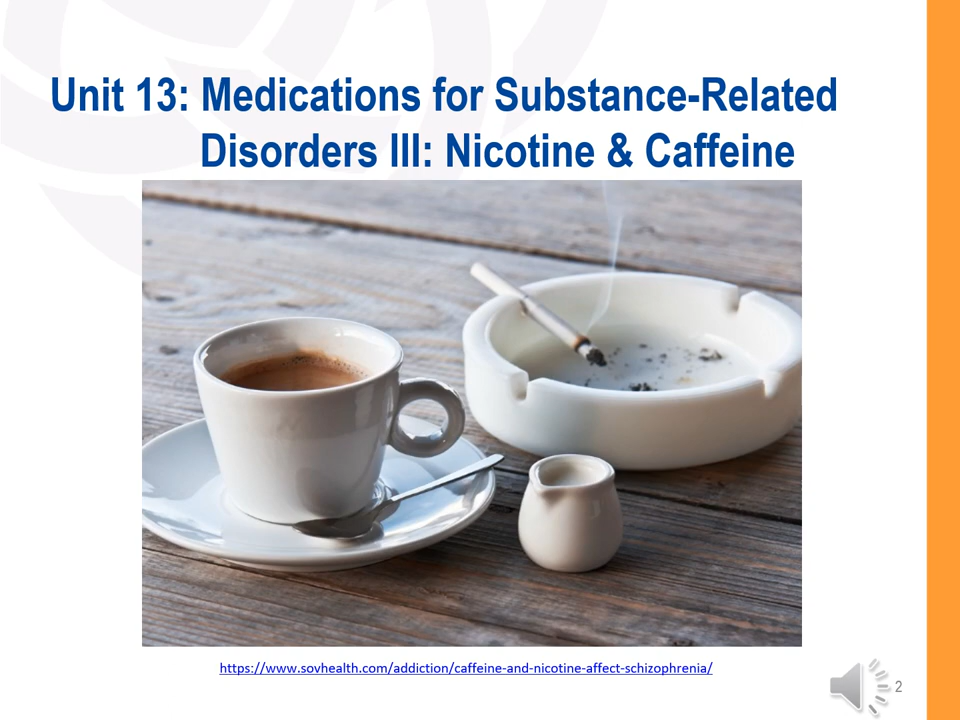 Unit 13: Medications for Substance-Related
Disorders III: Nicotine & Caffeine
https://www.sovhealth.com/addiction/caffeine-and-nicotine-affect-schizophrenia/
2